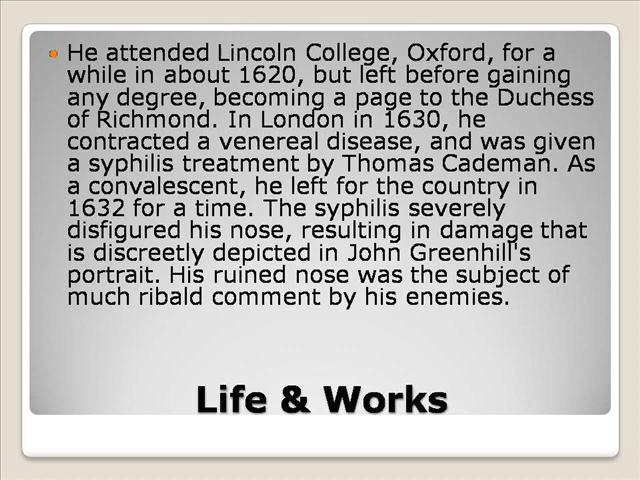 He attended Lincoln College, Oxford, for a
while in about 1620, but left before gaining
any degree, becoming a page to the Duchess
of Richmond. In London in 1630, he
contracted a venereal disease, and was given
a syphilis treatment by Thomas Cademan. As
a convalescent, he left for the country in
1632 for a time. The syphilis severely
disfigured his nose, resulting in damage that
is discreetly depicted in John Greenhill's
portrait. His ruined nose was the subject of
much ribald comment by his enemies.
Life & Works